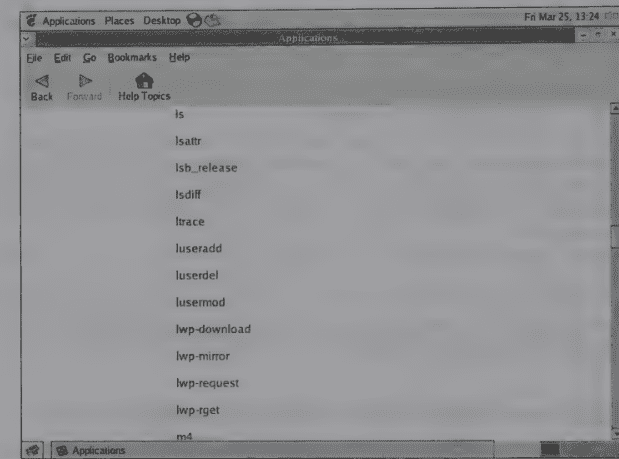 Applications Places Desktop Fri Mar 25, 13:24
Applications
File Edit Go Bookmarks Help
Back Forward Help Topics
ls
lsattr
lsb_release
lsdiff
ltrace
luseradd
luserdel
lusermod
lwp-download
lwp-mirror
lwp-request
lwp-rget
m4
Applications